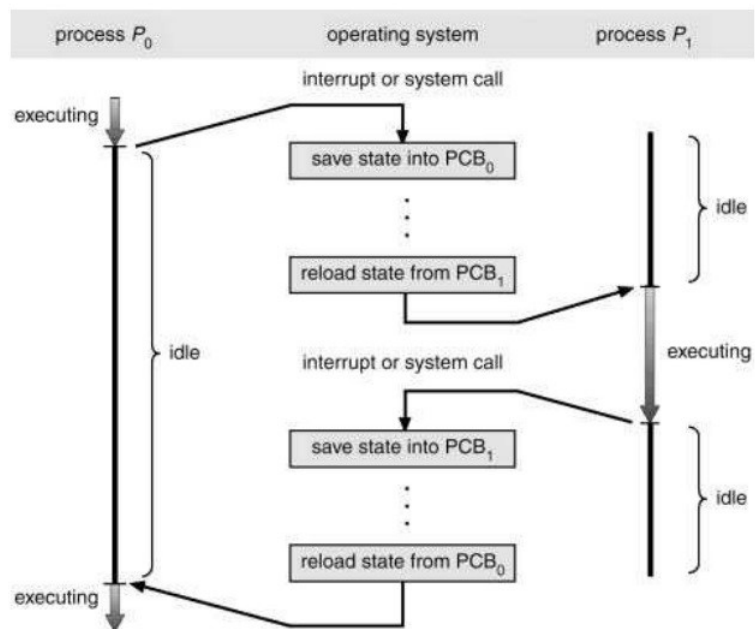 process P0 operating system process P1
interrupt or system call
executing
save state into PCB0
idle
reload state from PCB1
executing
idle
interrupt or system call
save state into PCB1
idle
reload state from PCB0
executing